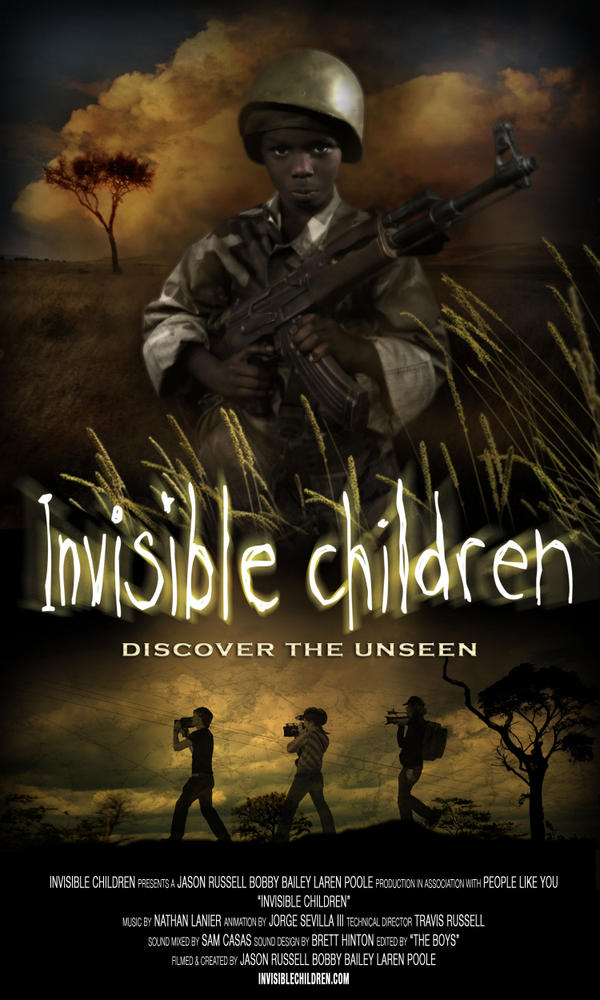 Invisible children
DISCOVER THE UNSEEN
INVISIBLE CHILDREN PRESENTS A JASON RUSSELL BOBBY BAILEY LAREN POOLE PRODUCTION IN ASSOCIATION WITH PEOPLE LIKE YOU
"INVISIBLE CHILDREN"
MUSIC BY NATHAN LANIER ANIMATION BY JORGE SEVILLA III TECHNICAL DIRECTOR TRAVIS RUSSELL
SOUND MIXED BY SAM CASAS SOUND DESIGN BY BRETT HINTON EDITED BY "THE BOYS"
FILMED & CREATED BY JASON RUSSELL BOBBY BAILEY LAREN POOLE
INVISIBLECHILDREN.COM